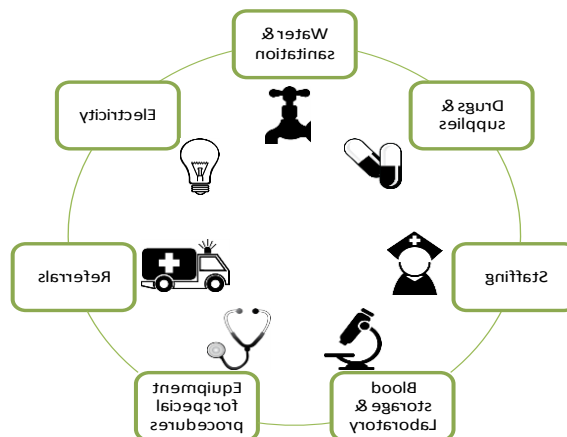 Water &
sanitation
Drugs &
supplies
Staffing
Blood
storage &
Laboratory
Equipment
for special
procedures
Referrals
Electricity